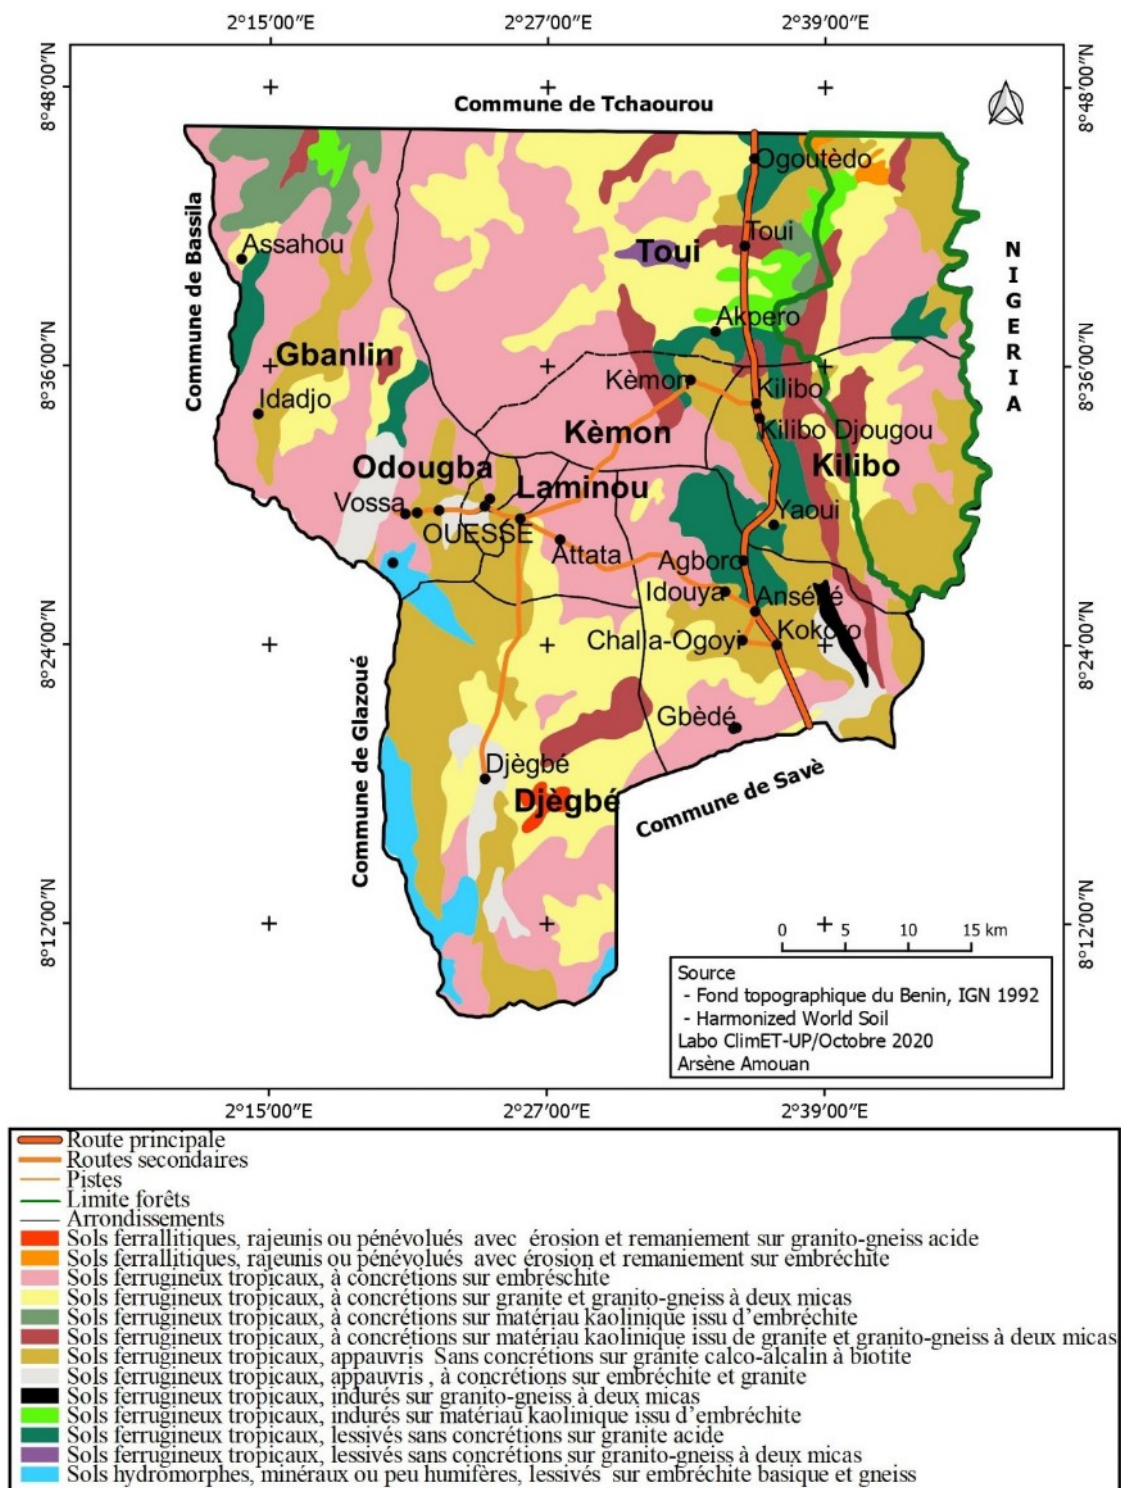 2°15′00″E 2°27′00″E 2°39′00″E
8°48′00″N 8°48′00″N
Commune de Tchaourou
Ogoutèdo
Commune de Bassila
Assahou
Toui
Toui
NIGERIA
Akpero
8°36′00″N 8°36′00″N
Gbanlin
Kèmon
Kilibo
Idadjo
Kèmon
Kilibo Djougou
Kilibo
Odougba
Laminou
Vossa
OUESSE
Yaoui
Attata
Agboro
Idouya
Ansékè
Challa-Ogoyi
Kokoro
8°24′00″N 8°24′00″N
Commune de Glazoué
Gbèdé
Djègbé
Djègbé
Commune de Savè
8°12′00″N 8°12′00″N
0 5 10 15 km
Source
- Fond topographique du Benin, IGN 1992
- Harmonized World Soil
Labo ClimET-UP/Octobre 2020
Arsène Amouan
2°15′00″E 2°27′00″E 2°39′00″E
Route principale
Routes secondaires
Pistes
Limite forêts
Arrondissements
Sols ferrallitiques, rajeunis ou pénévolués avec érosion et remaniement sur granito-gneiss acide
Sols ferrallitiques, rajeunis ou pénévolués avec érosion et remaniement sur embréchite
Sols ferrugineux tropicaux, à concrétions sur embréschite
Sols ferrugineux tropicaux, à concrétions sur granite et granito-gneiss à deux micas
Sols ferrugineux tropicaux, à concrétions sur matériau kaolinique issu d'embréchite
Sols ferrugineux tropicaux, à concrétions sur matériau kaolinique issu de granite et granito-gneiss à deux micas
Sols ferrugineux tropicaux, appauvris Sans concrétions sur granite calco-alcalin à biotite
Sols ferrugineux tropicaux, appauvris , à concrétions sur embréchite et granite
Sols ferrugineux tropicaux, indurés sur granito-gneiss à deux micas
Sols ferrugineux tropicaux, indurés sur matériau kaolinique issu d'embréchite
Sols ferrugineux tropicaux, lessivés sans concrétions sur granite acide
Sols ferrugineux tropicaux, lessivés sans concrétions sur granito-gneiss à deux micas
Sols hydromorphes, minéraux ou peu humifères, lessivés sur embréchite basique et gneiss